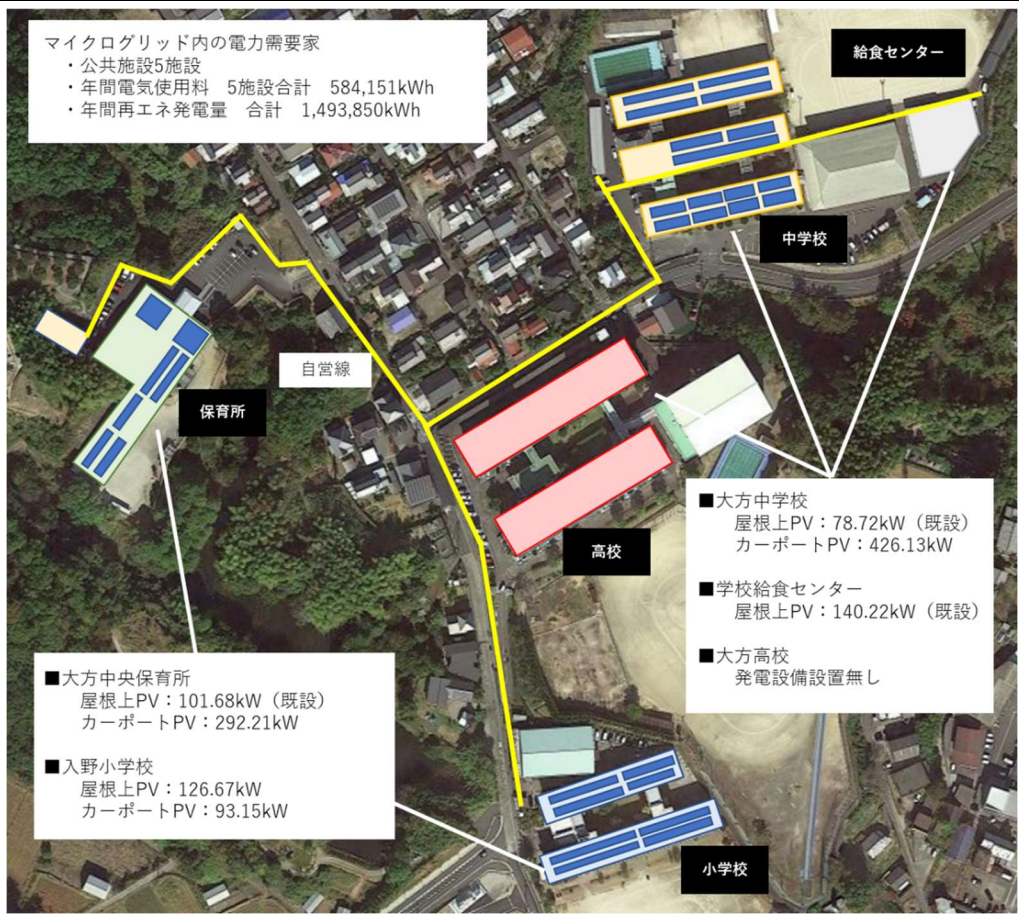 マイクログリッド内の電力需要家
・公共施設5施設
・年間電気使用料　5施設合計　584,151kWh
・年間再エネ発電量　合計　1,493,850kWh
給食センター
中学校
自営線
保育所
高校
■大方中学校
屋根上PV：78.72kW（既設）
カーポートPV：426.13kW
■学校給食センター
屋根上PV：140.22kW（既設）
■大方高校
発電設備設置無し
■大方中央保育所
屋根上PV：101.68kW（既設）
カーポートPV：292.21kW
■入野小学校
屋根上PV：126.67kW
カーポートPV：93.15kW
小学校